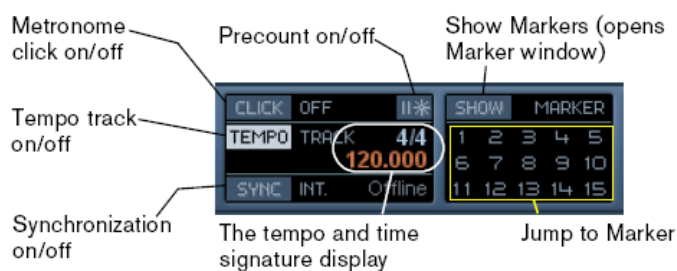 Metronome
click on/off
Precount on/off
Show Markers (opens
Marker window)
CLICK OFF
SHOW MARKER
Tempo track
on/off
TEMPO TRACK 4/4
120.000
1 2 3 4 5
6 7 8 9 10
11 12 13 14 15
SYNC INT. Offline
Synchronization
on/off
The tempo and time
signature display
Jump to Marker